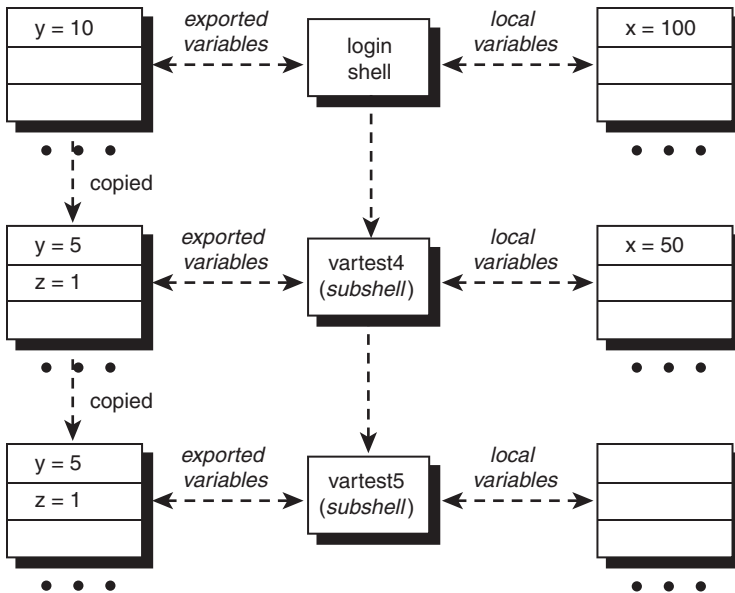 y = 10
exported
variables
login
shell
local
variables
x = 100
copied
y = 5
z = 1
exported
variables
vartest4
(subshell)
local
variables
x = 50
copied
y = 5
z = 1
exported
variables
vartest5
(subshell)
local
variables